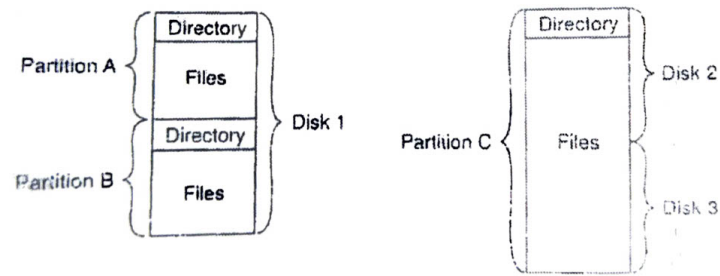 Directory
Partition A
Files
Disk 1
Directory
Partition B
Files
Directory
Disk 2
Partition C
Files
Disk 3